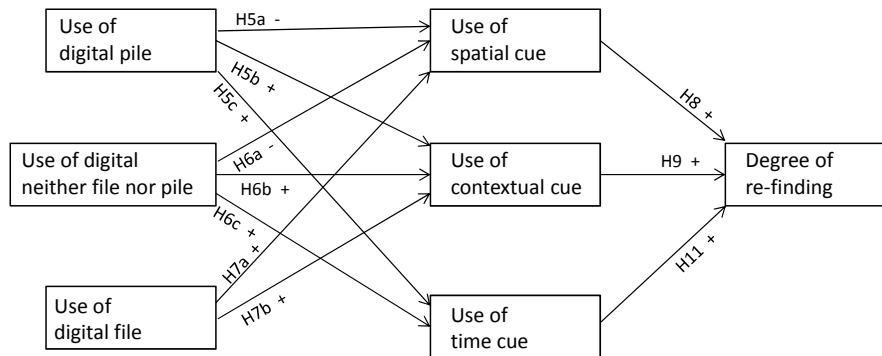 Use of
digital pile
Use of digital
neither file nor pile
Use of
digital file
H5a -
H5b +
H5c +
H6a -
H6b +
H6c +
H7a +
H7b +
Use of
spatial cue
Use of
contextual cue
Use of
time cue
H8 +
H9 +
H11 +
Degree of
re-finding